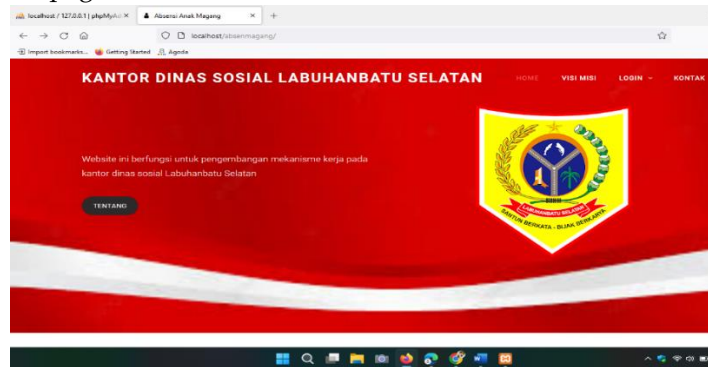 localhost / 127.0.0.1 | phpMyAd
Absensi Anak Magang
localhost/absenmagang/
Import bookmarks...
Getting Started
Agoda
KANTOR DINAS SOSIAL LABUHANBATU SELATAN
HOME
VISI MISI
LOGIN
KONTAK
Website ini berfungsi untuk pengembangan mekanisme kerja pada
kantor dinas sosial Labuhanbatu Selatan
TENTANG
LABUHANBATU SELATAN
SANTUN BERKATA - BIJAK BERKARYA